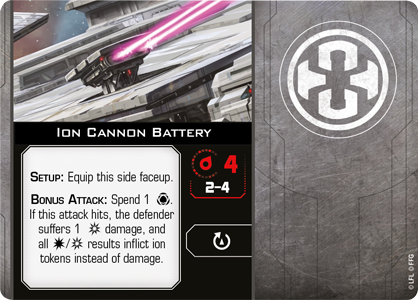 Ion Cannon Battery
Setup: Equip this side faceup.
Bonus Attack: Spend 1 .
If this attack hits, the defender
suffers 1 damage, and
all / results inflict ion
tokens instead of damage.
4
2–4
© LFL © FFG